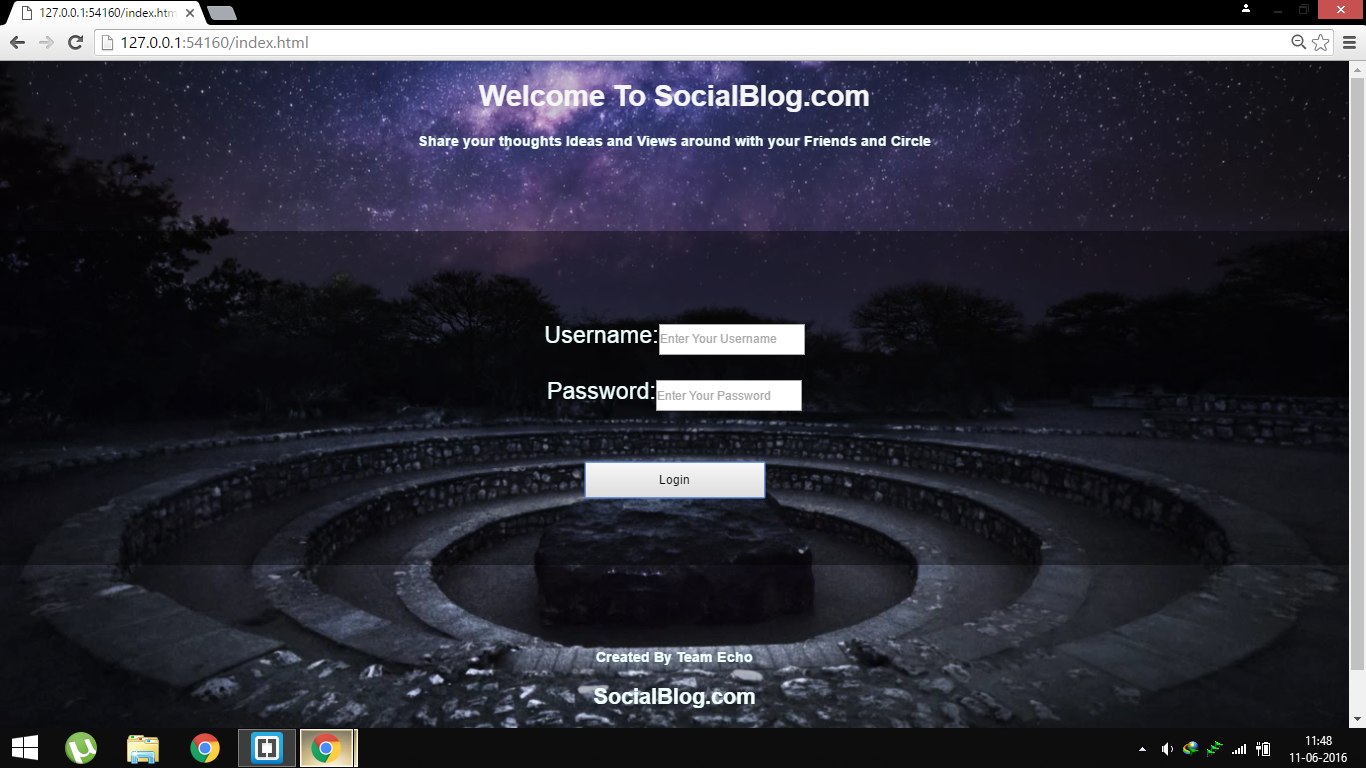 127.0.0.1:54160/index.htm
127.0.0.1:54160/index.html
Welcome To SocialBlog.com
Share your thoughts Ideas and Views around with your Friends and Circle
Username: Enter Your Username
Password: Enter Your Password
Login
Created By Team Echo
SocialBlog.com
11:48
11-06-2016